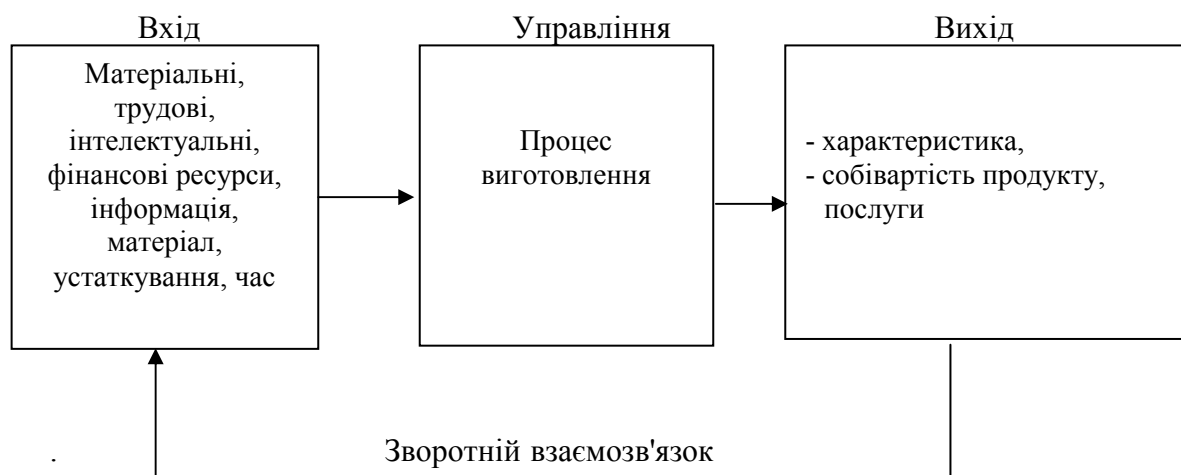 Вхід
Управління
Вихід
Матеріальні,
трудові,
інтелектуальні,
фінансові ресурси,
інформація,
матеріал,
устаткування, час
Процес
виготовлення
- характеристика,
- собівартість продукту,
послуги
. Зворотній взаємозв'язок